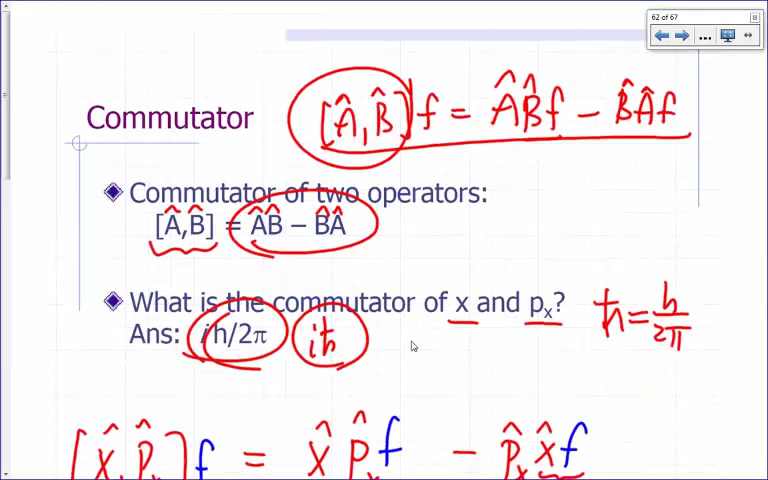 62 of 67
Commutator [Â, B̂] f = ÂB̂f − B̂Âf
Commutator of two operators:
[Â,B̂] = ÂB̂ − B̂Â
What is the commutator of x and pₓ?
Ans: ih/2π iħ
ħ = h/2π
[x̂, p̂ₓ] f = x̂ p̂ₓ f − p̂ₓ x̂ f